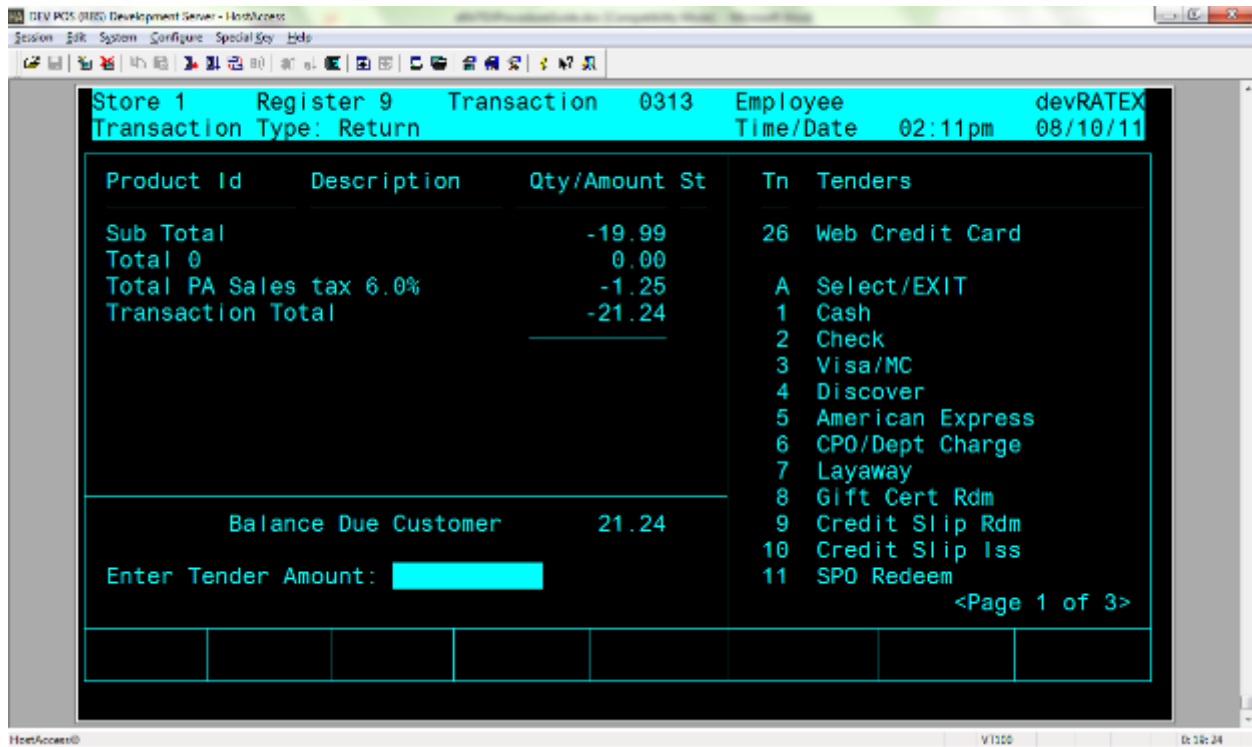 DEV POS (RBS) Development Server - HostAccess
Session Edit System Configure Special Key Help
Store 1 Register 9 Transaction 0313 Employee devRATEX
Transaction Type: Return Time/Date 02:11pm 08/10/11
Product Id Description Qty/Amount St
Sub Total -19.99
Total 0 0.00
Total PA Sales tax 6.0% -1.25
Transaction Total -21.24
Balance Due Customer 21.24
Enter Tender Amount:
Tn Tenders
26 Web Credit Card
A Select/EXIT
1 Cash
2 Check
3 Visa/MC
4 Discover
5 American Express
6 CPO/Dept Charge
7 Layaway
8 Gift Cert Rdm
9 Credit Slip Rdm
10 Credit Slip Iss
11 SPO Redeem
<Page 1 of 3>
HostAccess© VT100